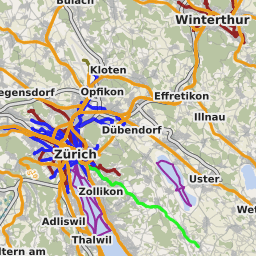 Bülach
Winterthur
Kloten
egensdorf
Opfikon
Effretikon
Illnau
Dübendorf
Zürich
Uster
Zollikon
Wet
Adliswil
Thalwil
ltern am